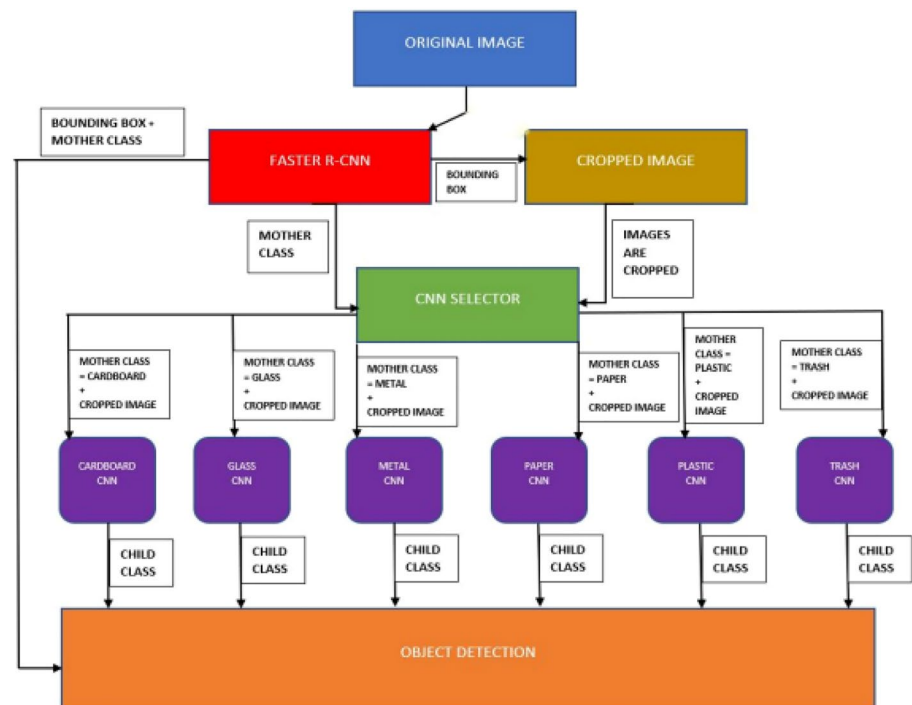 ORIGINAL IMAGE
BOUNDING BOX +
MOTHER CLASS
FASTER R-CNN
BOUNDING
BOX
CROPPED IMAGE
MOTHER
CLASS
IMAGES
ARE
CROPPED
CNN SELECTOR
MOTHER CLASS
= CARDBOARD
+
CROPPED IMAGE
MOTHER CLASS
= GLASS
+
CROPPED IMAGE
MOTHER CLASS
= METAL
+
CROPPED IMAGE
MOTHER CLASS
= PAPER
+
CROPPED IMAGE
MOTHER
CLASS =
PLASTIC
+
CROPPED
IMAGE
MOTHER CLASS
= TRASH
+
CROPPED IMAGE
CARDBOARD
CNN
GLASS
CNN
METAL
CNN
PAPER
CNN
PLASTIC
CNN
TRASH
CNN
CHILD
CLASS
CHILD
CLASS
CHILD
CLASS
CHILD
CLASS
CHILD
CLASS
CHILD
CLASS
OBJECT DETECTION